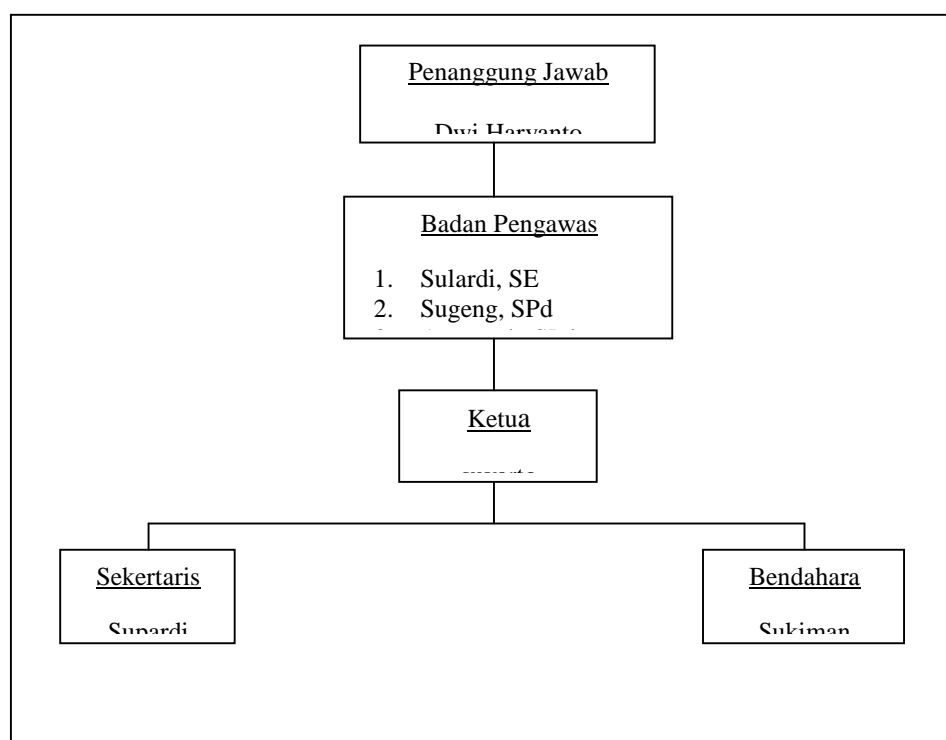 Penanggung Jawab
Dwi Haryanto
Badan Pengawas
1. Sulardi, SE
2. Sugeng, SPd
Ketua
Sekertaris
Bendahara
Supardi
Sukiman